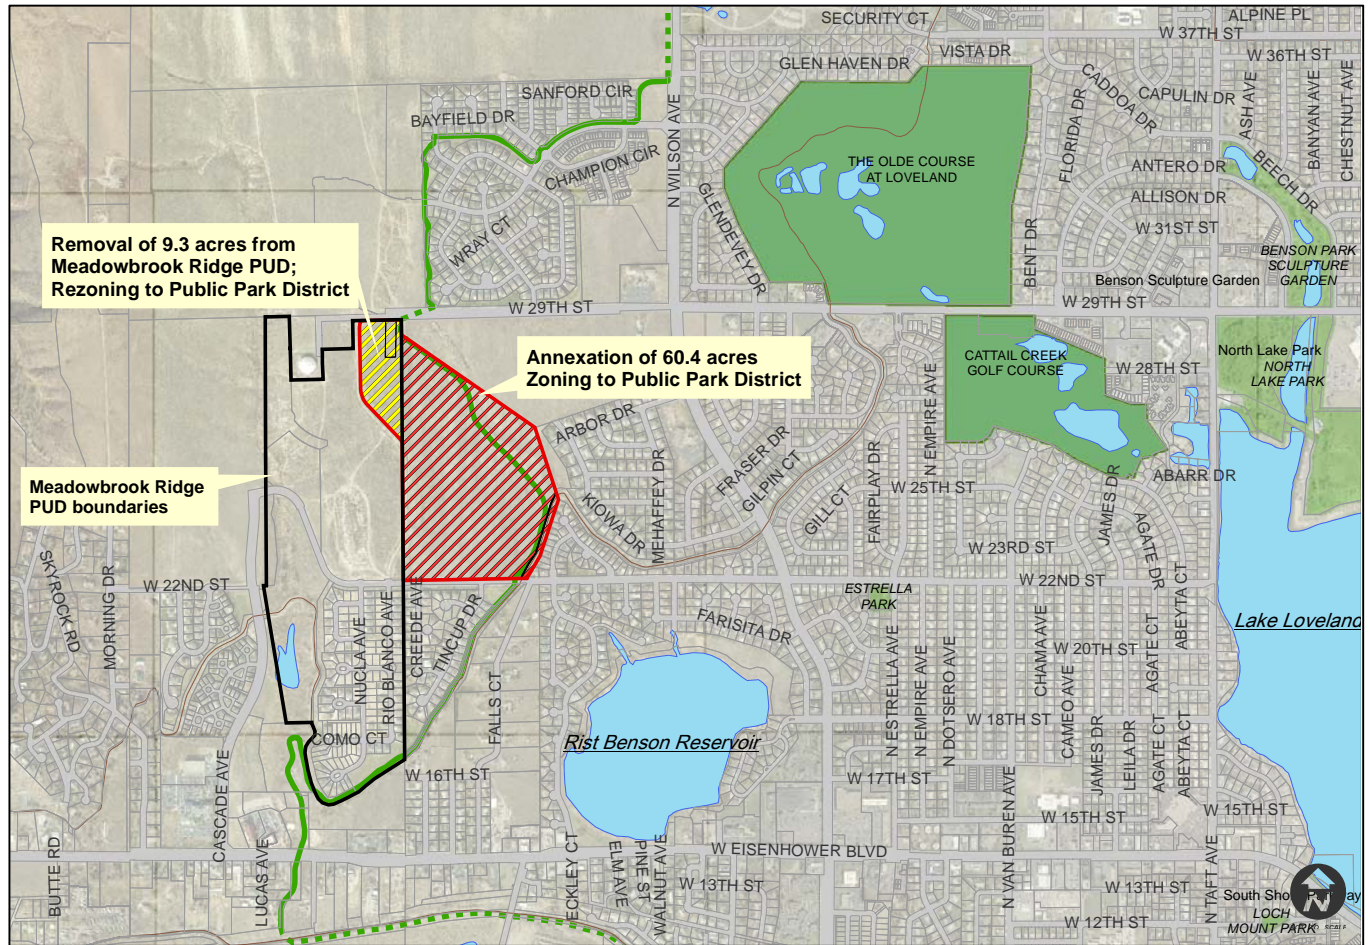 SECURITY CT
ALPINE PL
W 37TH ST
VISTA DR
W 36TH ST
GLEN HAVEN DR
CADDOA DR
CAPULIN DR
ASH AVE
BANYAN AVE
CHESTNUT AVE
SANFORD CIR
BAYFIELD DR
N WILSON AVE
FLORIDA DR
CHAMPION CIR
THE OLDE COURSE
AT LOVELAND
ANTERO DR
BEECH DR
ALLISON DR
GLENDEVEY DR
W 31ST ST
WRAY CT
BENT DR
BENSON PARK
SCULPTURE
GARDEN
Benson Sculpture Garden
Removal of 9.3 acres from
Meadowbrook Ridge PUD;
Rezoning to Public Park District
W 29TH ST
W 29TH ST
Annexation of 60.4 acres
Zoning to Public Park District
CATTAIL CREEK
GOLF COURSE
W 28TH ST
North Lake Park
NORTH
LAKE PARK
N EMPIRE AVE
ARBOR DR
FRASER DR
GILPIN CT
FAIRPLAY DR
MEHAFFEY DR
KIOWA DR
GILL CT
W 25TH ST
JAMES DR
ABARR DR
AGATE DR
Meadowbrook Ridge
PUD boundaries
W 23RD ST
SKYROCK RD
MORNING DR
W 22ND ST
W 22ND ST
ESTRELLA
PARK
ABEYTA CT
CREEDE AVE
TINCUP DR
NUCLA AVE
RIO BLANCO AVE
FARISITA DR
Lake Loveland
N ESTRELLA AVE
N EMPIRE AVE
N DOTSERO AVE
CHAMA AVE
W 20TH ST
AGATE CT
CAMEO AVE
FALLS CT
W 18TH ST
COMO CT
Rist Benson Reservoir
JAMES DR
LEILA DR
AGATE CT
ABEYTA CT
CASCADE AVE
W 16TH ST
W 17TH ST
W 15TH ST
W 15TH ST
N VAN BUREN AVE
N TAFT AVE
BUTTE RD
LUCAS AVE
ECKLEY CT
ELM AVE
PINE ST
WALNUT AVE
W EISENHOWER BLVD
W 13TH ST
W 13TH ST
W 12TH ST
South Sho
LOCH
MOUNT PARK
N
SCALE